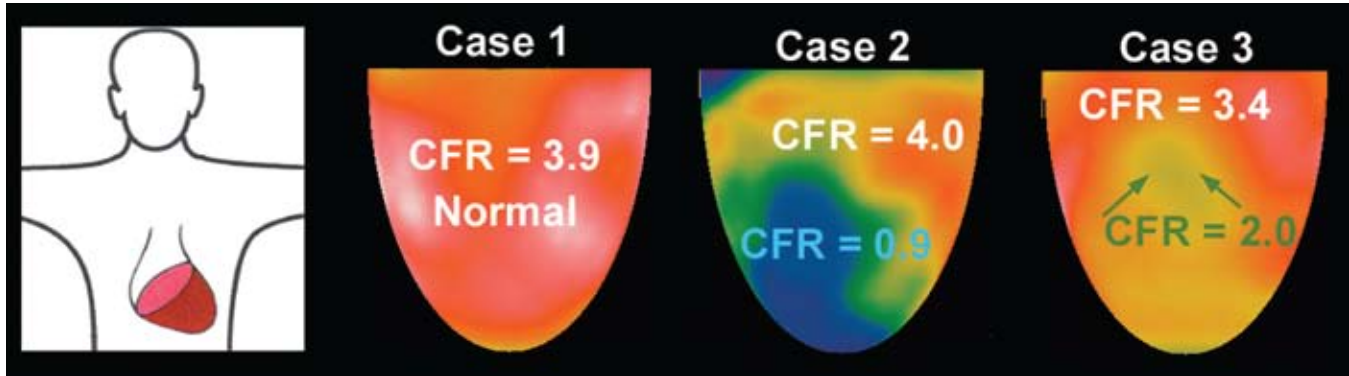 Case 1
CFR = 3.9
Normal
Case 2
CFR = 4.0
CFR = 0.9
Case 3
CFR = 3.4
CFR = 2.0